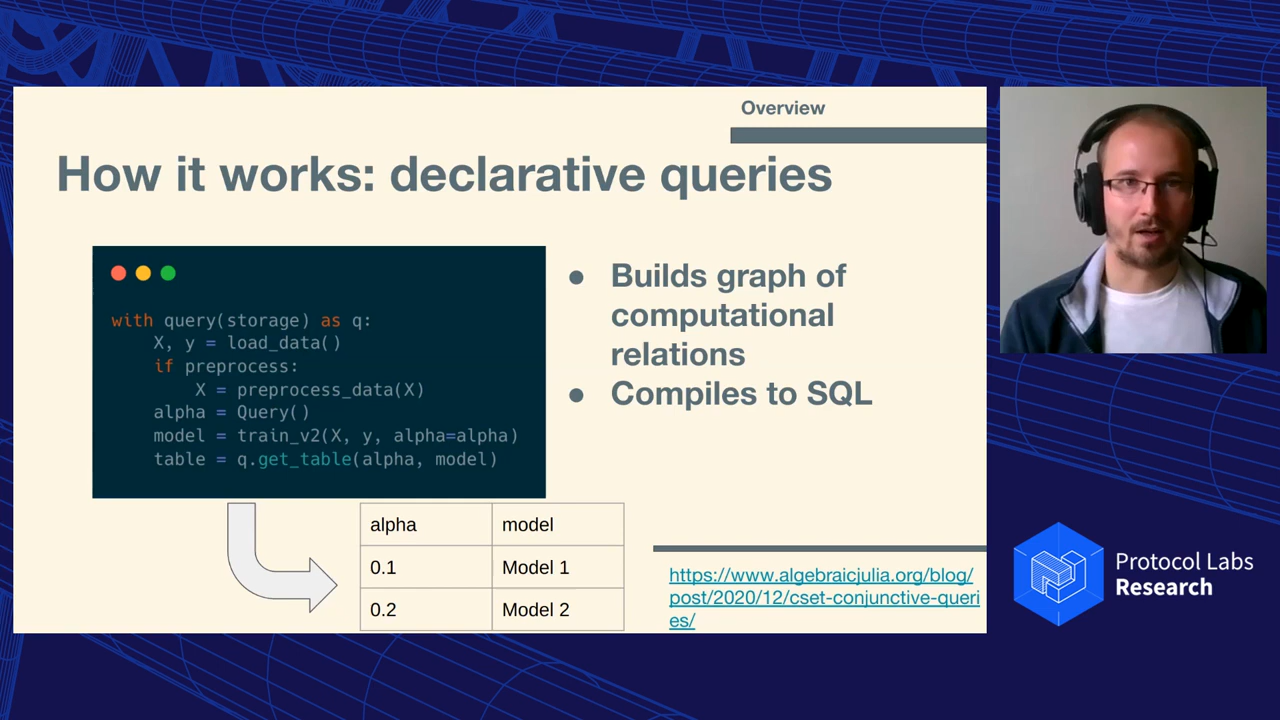 Overview
How it works: declarative queries
with query(storage) as q:
    X, y = load_data()
    if preprocess:
        X = preprocess_data(X)
    alpha = Query()
    model = train_v2(X, y, alpha=alpha)
    table = q.get_table(alpha, model)
● Builds graph of
computational
relations
● Compiles to SQL
alpha model
0.1 Model 1
0.2 Model 2
https://www.algebraicjulia.org/blog/
post/2020/12/cset-conjunctive-queri
es/
Protocol Labs
Research